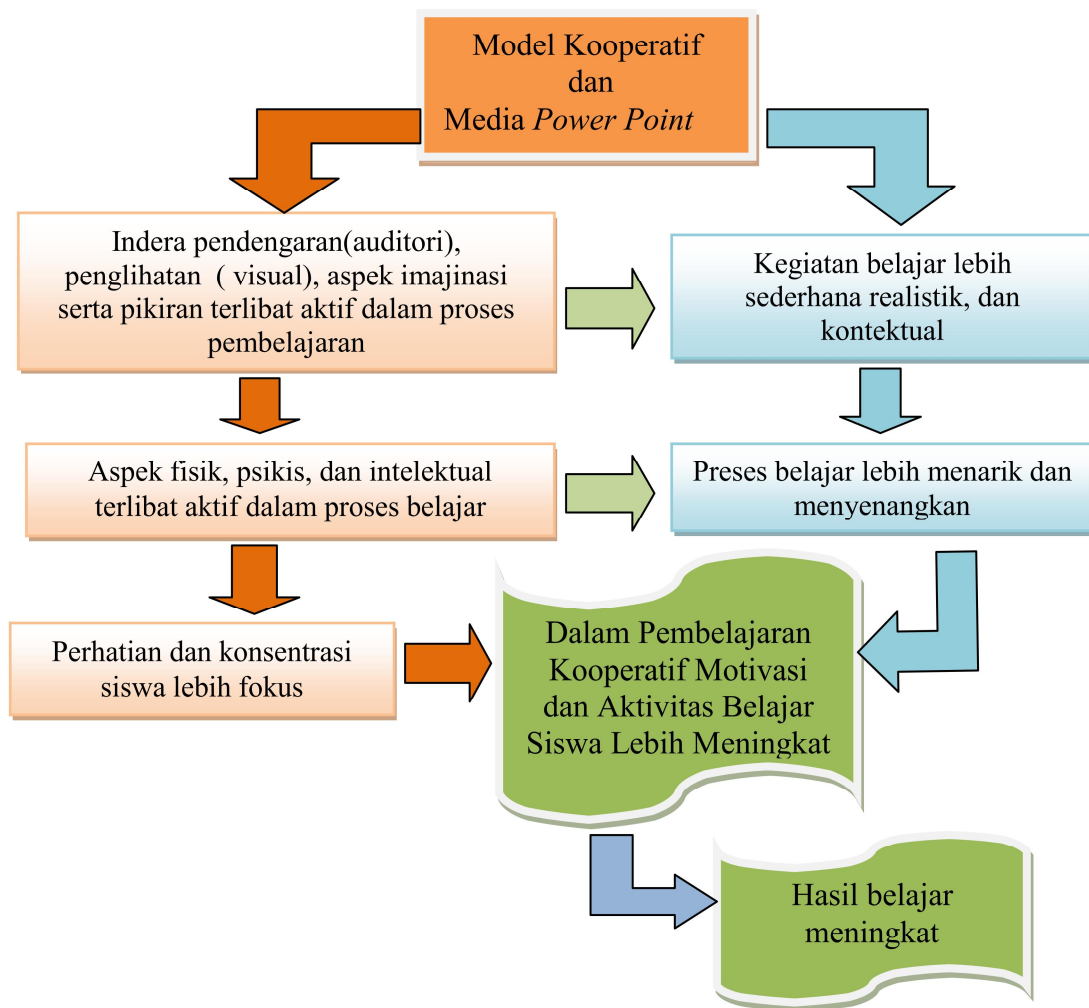 Model Kooperatif
dan
Media Power Point
Indera pendengaran(auditori),
penglihatan ( visual), aspek imajinasi
serta pikiran terlibat aktif dalam proses
pembelajaran
Kegiatan belajar lebih
sederhana realistik, dan
kontektual
Aspek fisik, psikis, dan intelektual
terlibat aktif dalam proses belajar
Preses belajar lebih menarik dan
menyenangkan
Perhatian dan konsentrasi
siswa lebih fokus
Dalam Pembelajaran
Kooperatif Motivasi
dan Aktivitas Belajar
Siswa Lebih Meningkat
Hasil belajar
meningkat